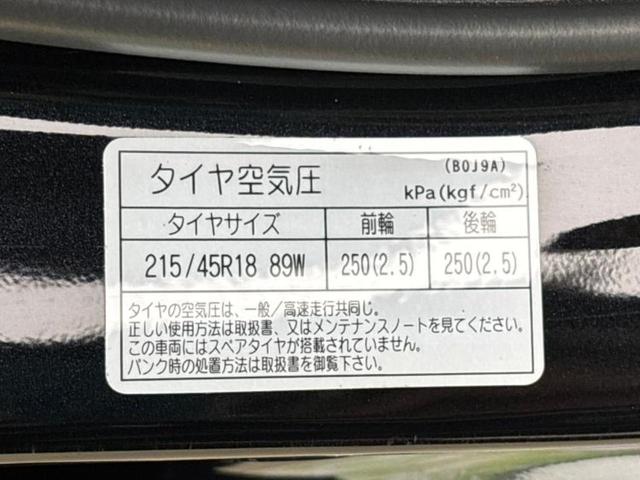 (B0J9A)
タイヤ空気圧 kPa(kgf/cm²)
タイヤサイズ 前輪 後輪
215/45R18 89W 250(2.5) 250(2.5)
タイヤの空気圧は、一般/高速走行共同じ。
正しい使用方法は取扱書、又はメンテナンスノートを見てください。
この車両にはスペアタイヤが搭載されていません。
パンク時の処置方法は取扱書を御覧下さい。